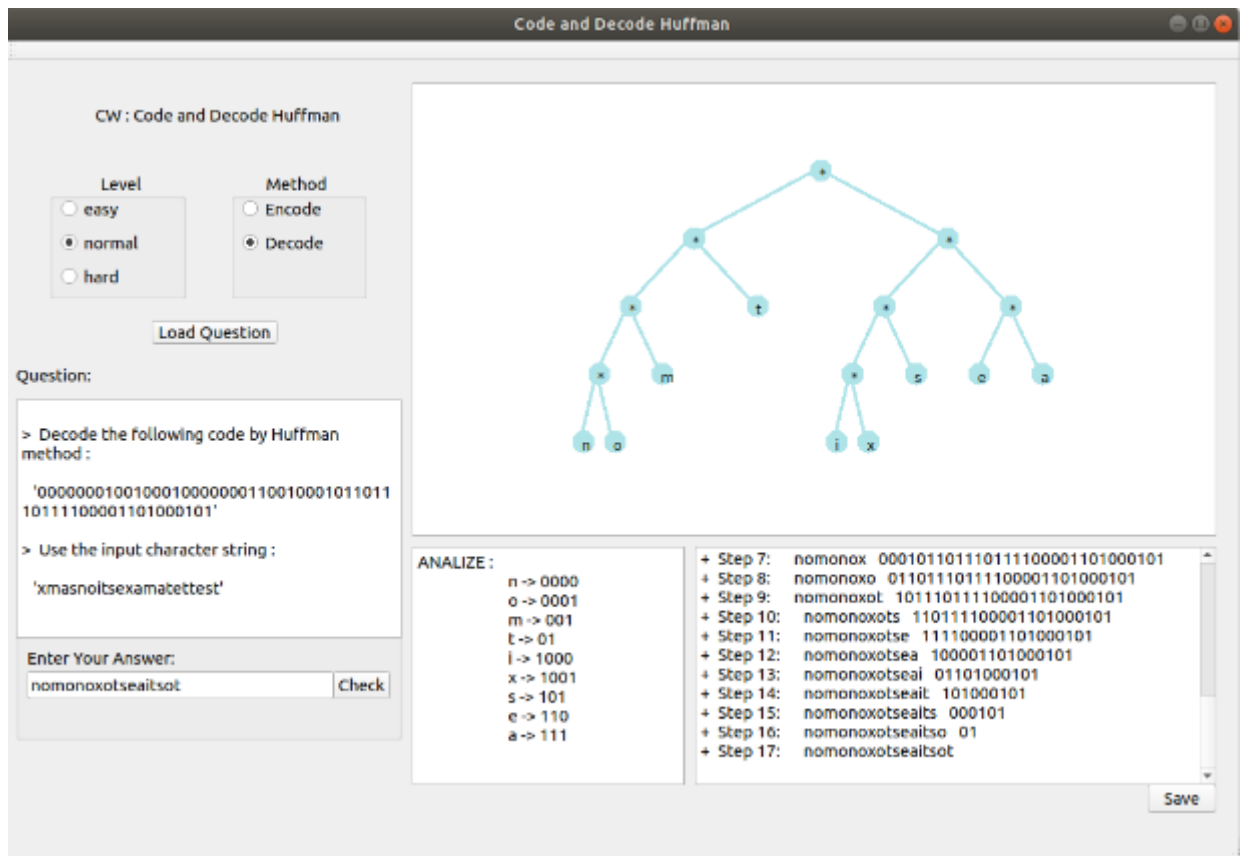 Code and Decode Huffman
CW : Code and Decode Huffman
Level
Method
easy
normal
hard
Encode
Decode
Load Question
Question:
> Decode the following code by Huffman
method :
'0000000100100010000000011001000101101 1
10111100001101000101'
> Use the input character string :
'xmasnoitsexamatettest'
Enter Your Answer:
nomonoxotseaitsot
Check
*
*
*
*
t
*
*
*
m
*
s
e
a
n
o
i
x
ANALIZE :
n -> 0000
o -> 0001
m -> 001
t -> 01
i -> 1000
x -> 1001
s -> 101
e -> 110
a -> 111
+ Step 7: nomonox 0001011011101111100001101000101
+ Step 8: nomonoxo 011011101111100001101000101
+ Step 9: nomonoxot 1011101111100001101000101
+ Step 10: nomonoxots 1101111100001101000101
+ Step 11: nomonoxotse 1111100001101000101
+ Step 12: nomonoxotsea 100001101000101
+ Step 13: nomonoxotseai 01101000101
+ Step 14: nomonoxotseait 101000101
+ Step 15: nomonoxotseaits 000101
+ Step 16: nomonoxotseaitso 01
+ Step 17: nomonoxotseaitsot
Save